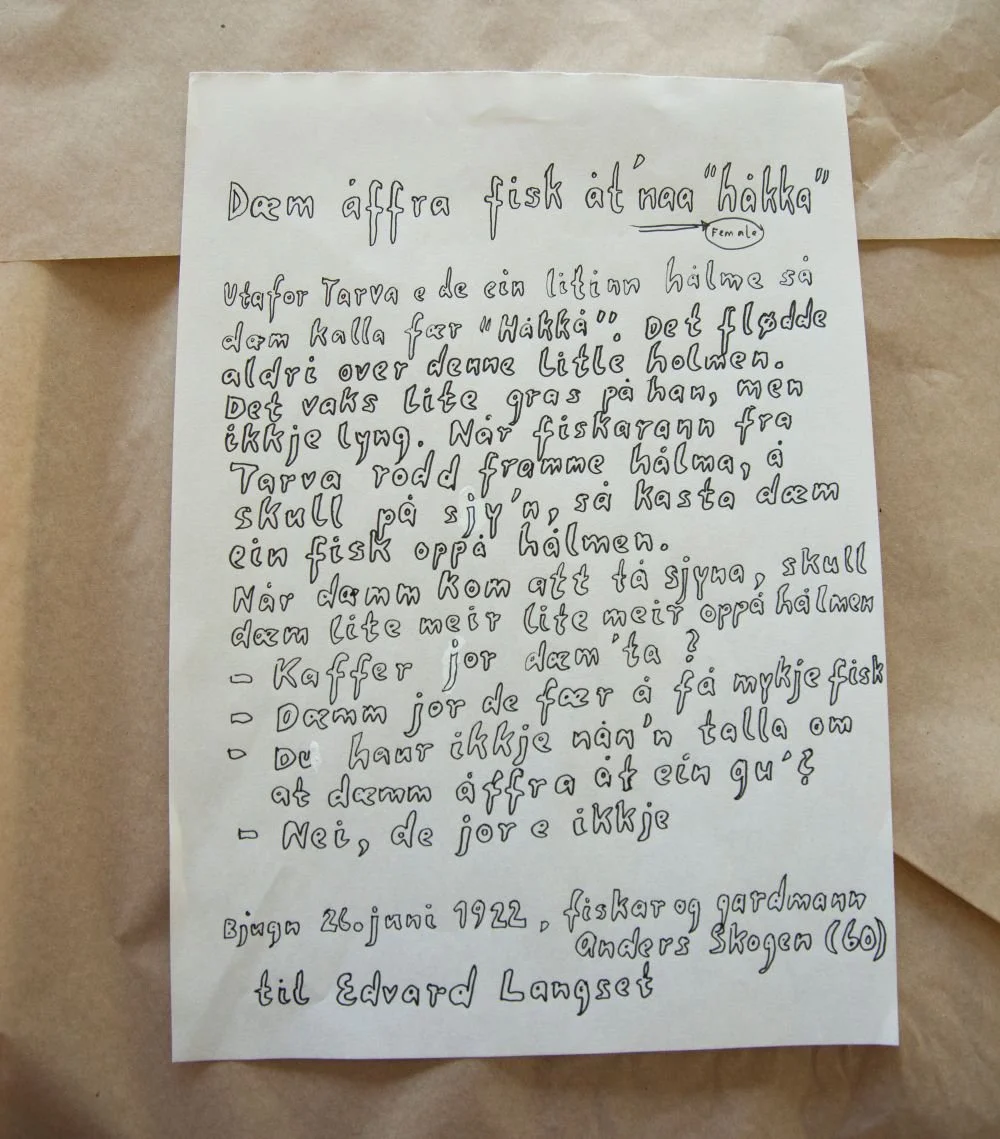 Dæm åffra fisk åt'naa "håkka"
Female
Utafor Tarva e de ein litinn hålme så
dæm kalla fær "Håkkå". Det flødde
aldri over denne litle holmen.
Det vaks lite gras på han, men
ikkje lyng. Når fiskarann fra
Tarva rodd framme hålma, å
skull på sjy'n, så kasta dæm
ein fisk oppå hålmen.
Når dæmm kom att tå sjyna, skull
dæm lite meir lite meir oppå hålmen
- Kaffer jor dæm'ta ?
- Dæmm jor de fær å få mykje fisk
- Du haur ikkje nån'n talla om
at dæmm åffra åt ein gu'?
- Nei, de jor e ikkje
Bjugn 26.juni 1922, fiskar og gardmann
Anders Skogen (60)
til Edvard Langset